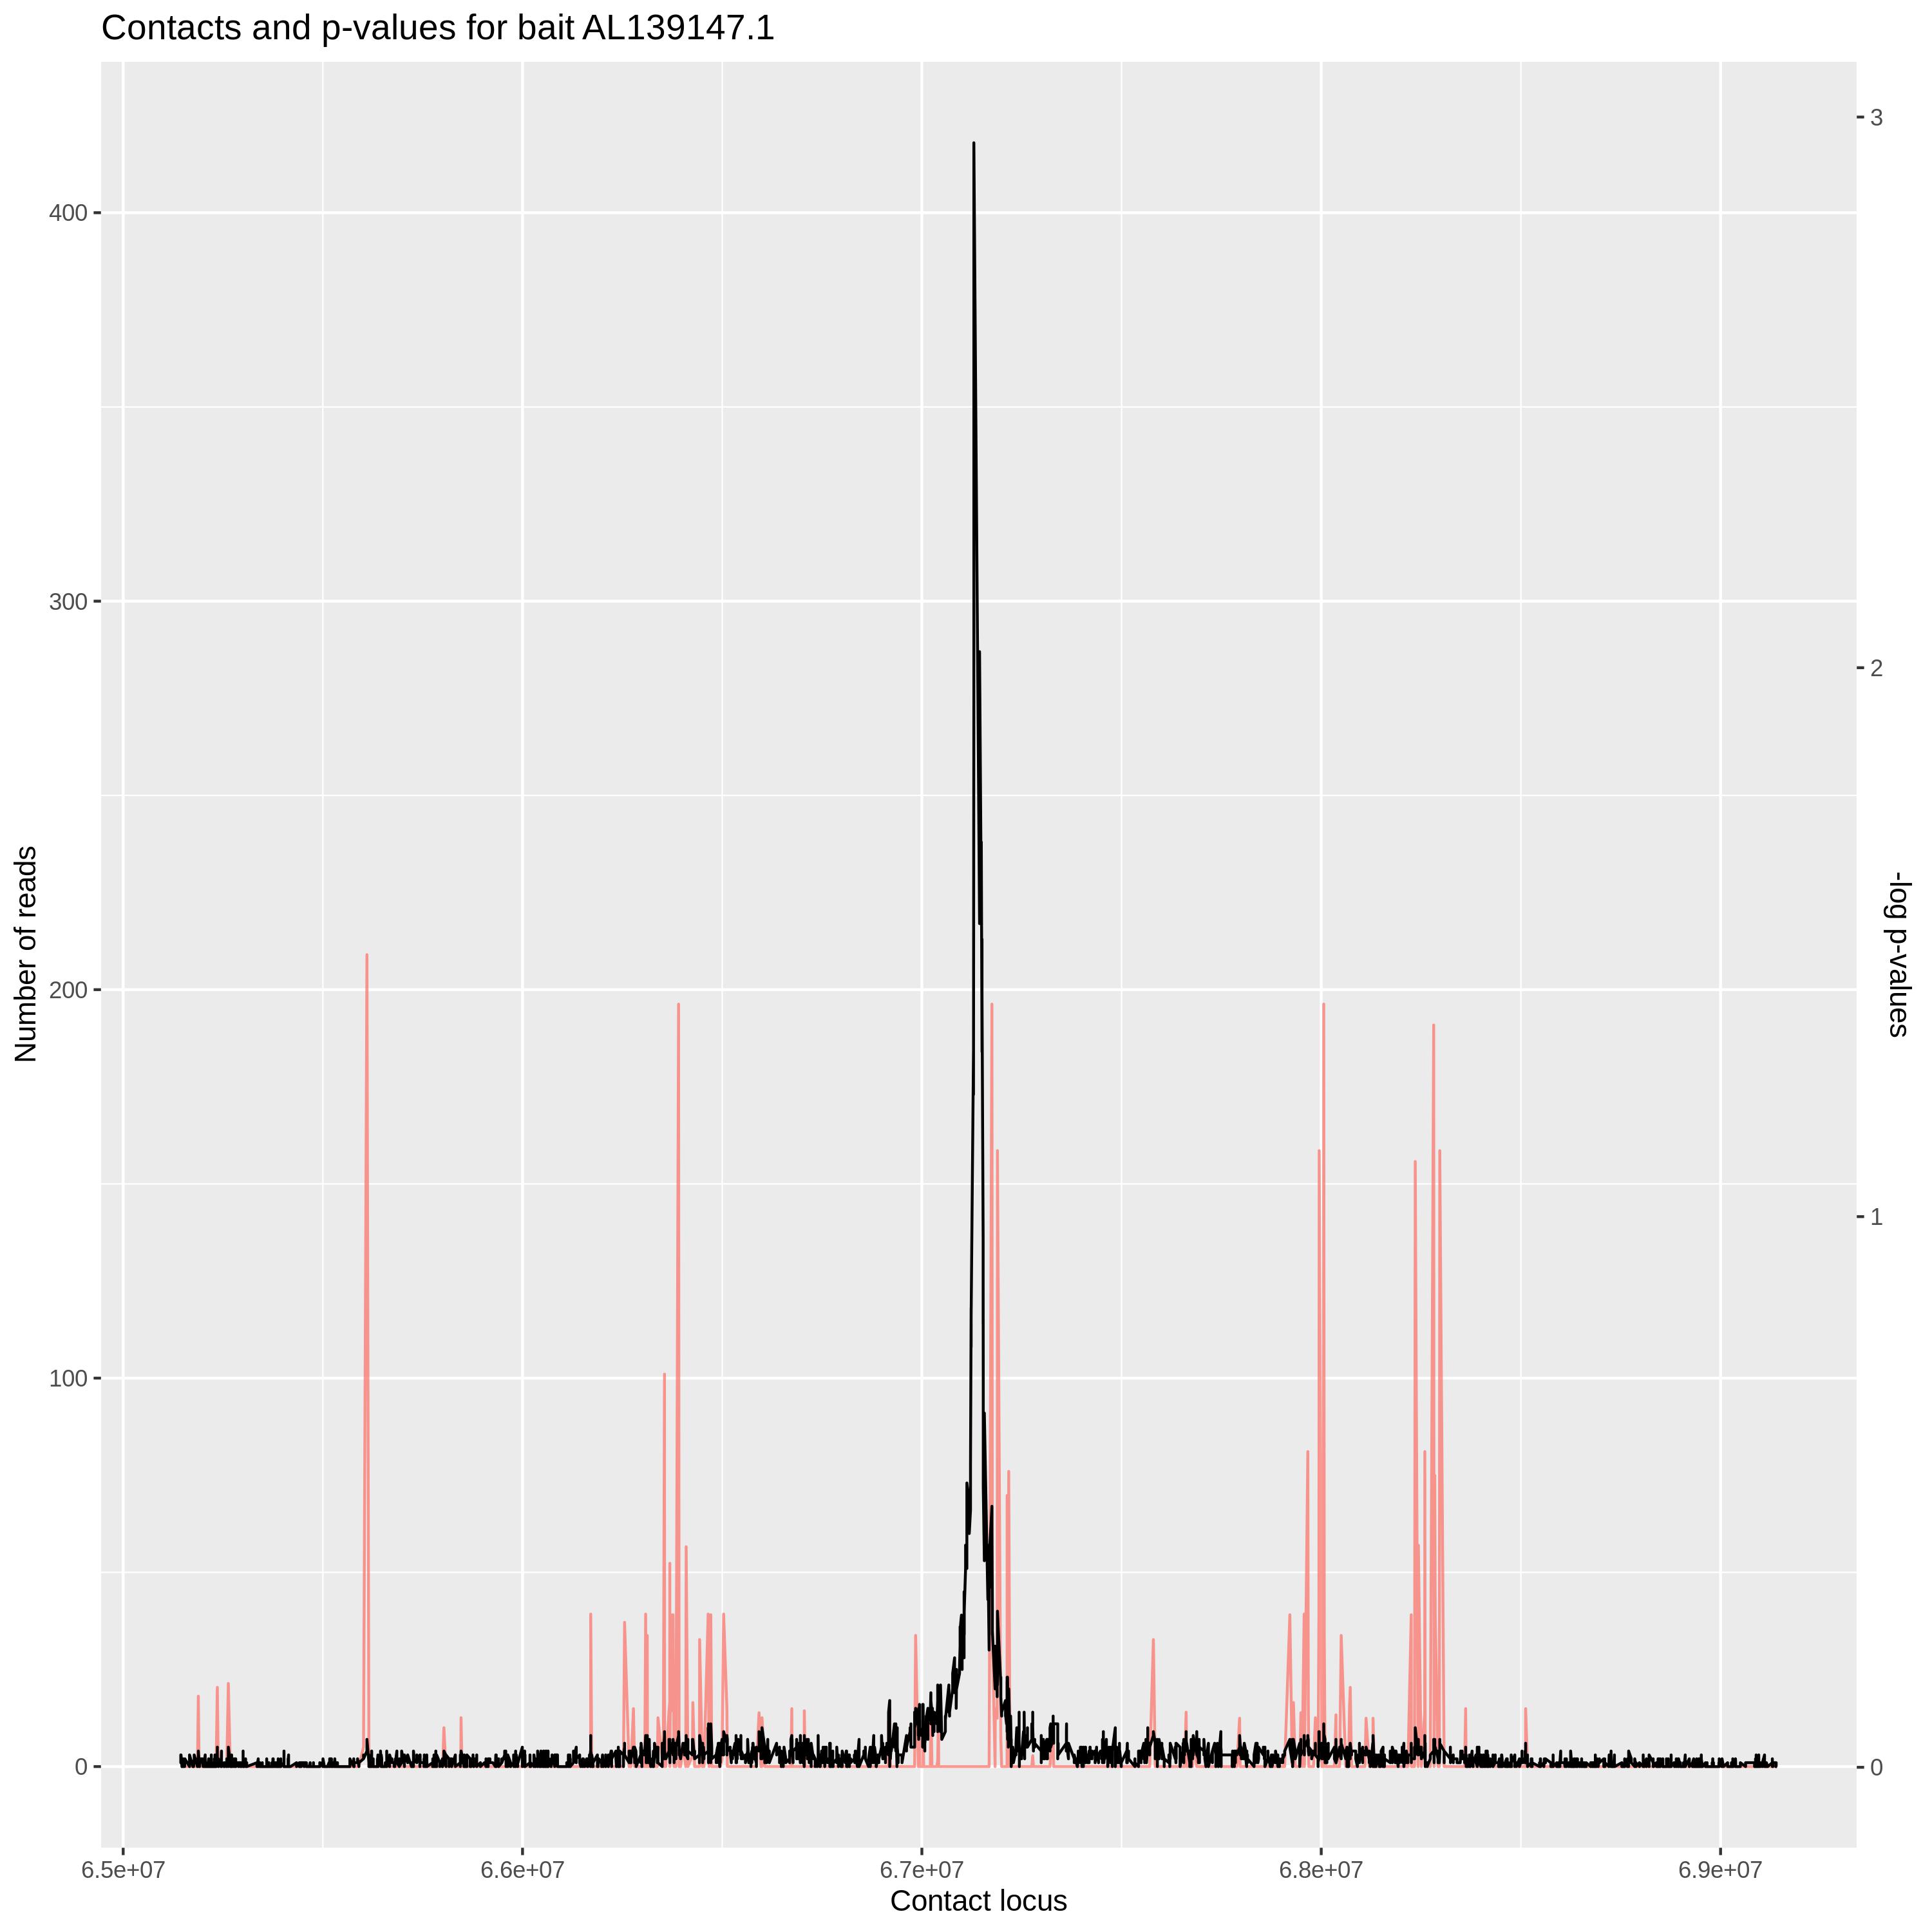 Contacts and p-values for bait AL139147.1
400
300
200
100
0
Number of reads
3
2
1
0
-log p-values
6.5e+07
6.6e+07
6.7e+07
6.8e+07
6.9e+07
Contact locus